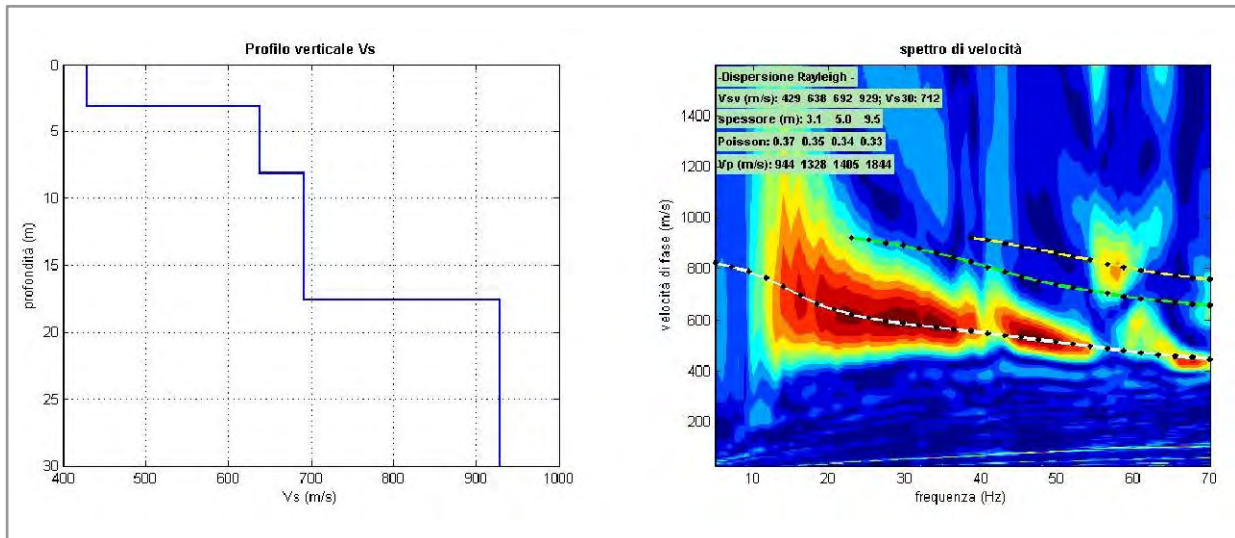 Profilo verticale Vs
0
5
10
15
20
25
30
profondità (m)
400 500 600 700 800 900 1000
Vs (m/s)
spettro di velocità
-Dispersione Rayleigh -
Vsv (m/s): 429 638 692 929; Vs30: 712
spessore (m): 3.1 5.0 9.5
Poisson: 0.37 0.35 0.34 0.33
Vp (m/s): 944 1328 1405 1844
1400
1200
1000
800
600
400
200
velocità di fase (m/s)
10 20 30 40 50 60 70
frequenza (Hz)